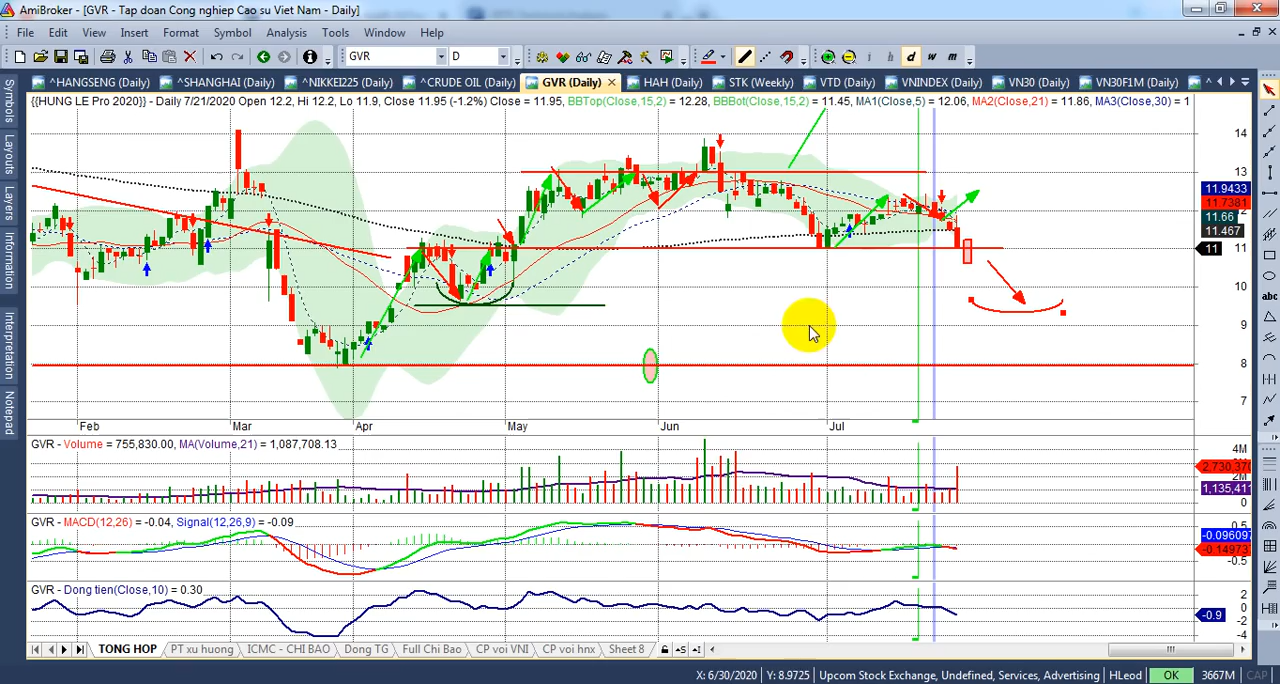 AmiBroker - [GVR - Tap doan Cong nghiep Cao su Viet Nam - Daily]
File Edit View Insert Format Symbol Analysis Tools Window Help
GVR D i h d w m
^HANGSENG (Daily) ^SHANGHAI (Daily) ^NIKKEI225 (Daily) ^CRUDE OIL (Daily) GVR (Daily) HAH (Daily) STK (Weekly) VTD (Daily) VNINDEX (Daily) VN30 (Daily) VN30F1M (Daily)
{{HUNG LE Pro 2020}} - Daily 7/21/2020 Open 12.2, Hi 12.2, Lo 11.9, Close 11.95 (-1.2%) Close = 11.95, BBTop(Close,15,2) = 12.28, BBBot(Close,15,2) = 11.45, MA1(Close,5) = 12.06, MA2(Close,21) = 11.86, MA3(Close,30) = 1
Symbols
Layouts
Layers
Information
Interpretation
Notepad
14
13
12
11
10
9
8
7
11.9433
11.7381
11.66
11.467
11
abc
Feb Mar Apr May Jun Jul
GVR - Volume = 755,830.00, MA(Volume,21) = 1,087,708.13
4M
2M
0
2,730,370
1,135,411
GVR - MACD(12,26) = -0.04, Signal(12,26,9) = -0.09
0.5
-0.096097
-0.14973
-0.5
GVR - Dong tien(Close,10) = 0.30
2
0
-0.9
-2
-4
TONG HOP PT xu huong ICMC - CHI BAO Dong TG Full Chi Bao CP voi VNI CP voi hnx Sheet 8
X: 6/30/2020 Y: 8.9725 Upcom Stock Exchange, Undefined, Services, Advertising HLeod OK 3667M CAP